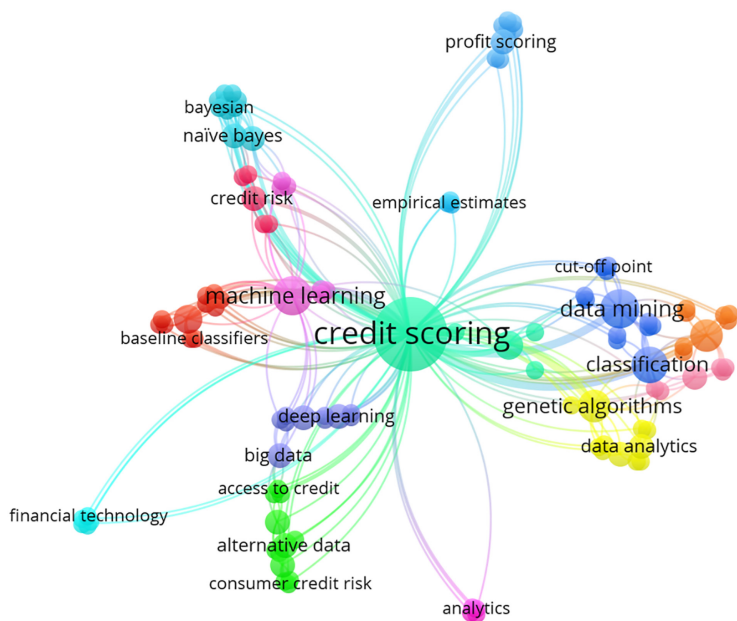 profit scoring
bayesian
naïve bayes
credit risk
empirical estimates
cut-off point
machine learning
data mining
credit scoring
baseline classifiers
classification
genetic algorithms
deep learning
data analytics
big data
access to credit
financial technology
alternative data
consumer credit risk
analytics